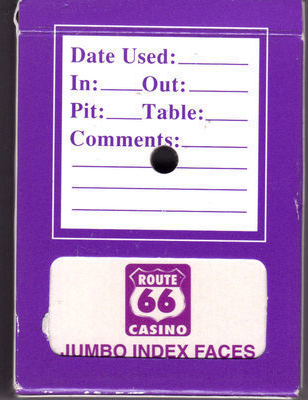 Date Used:
In: Out:
Pit: Table:
Comments:
ROUTE
66
CASINO
JUMBO INDEX FACES